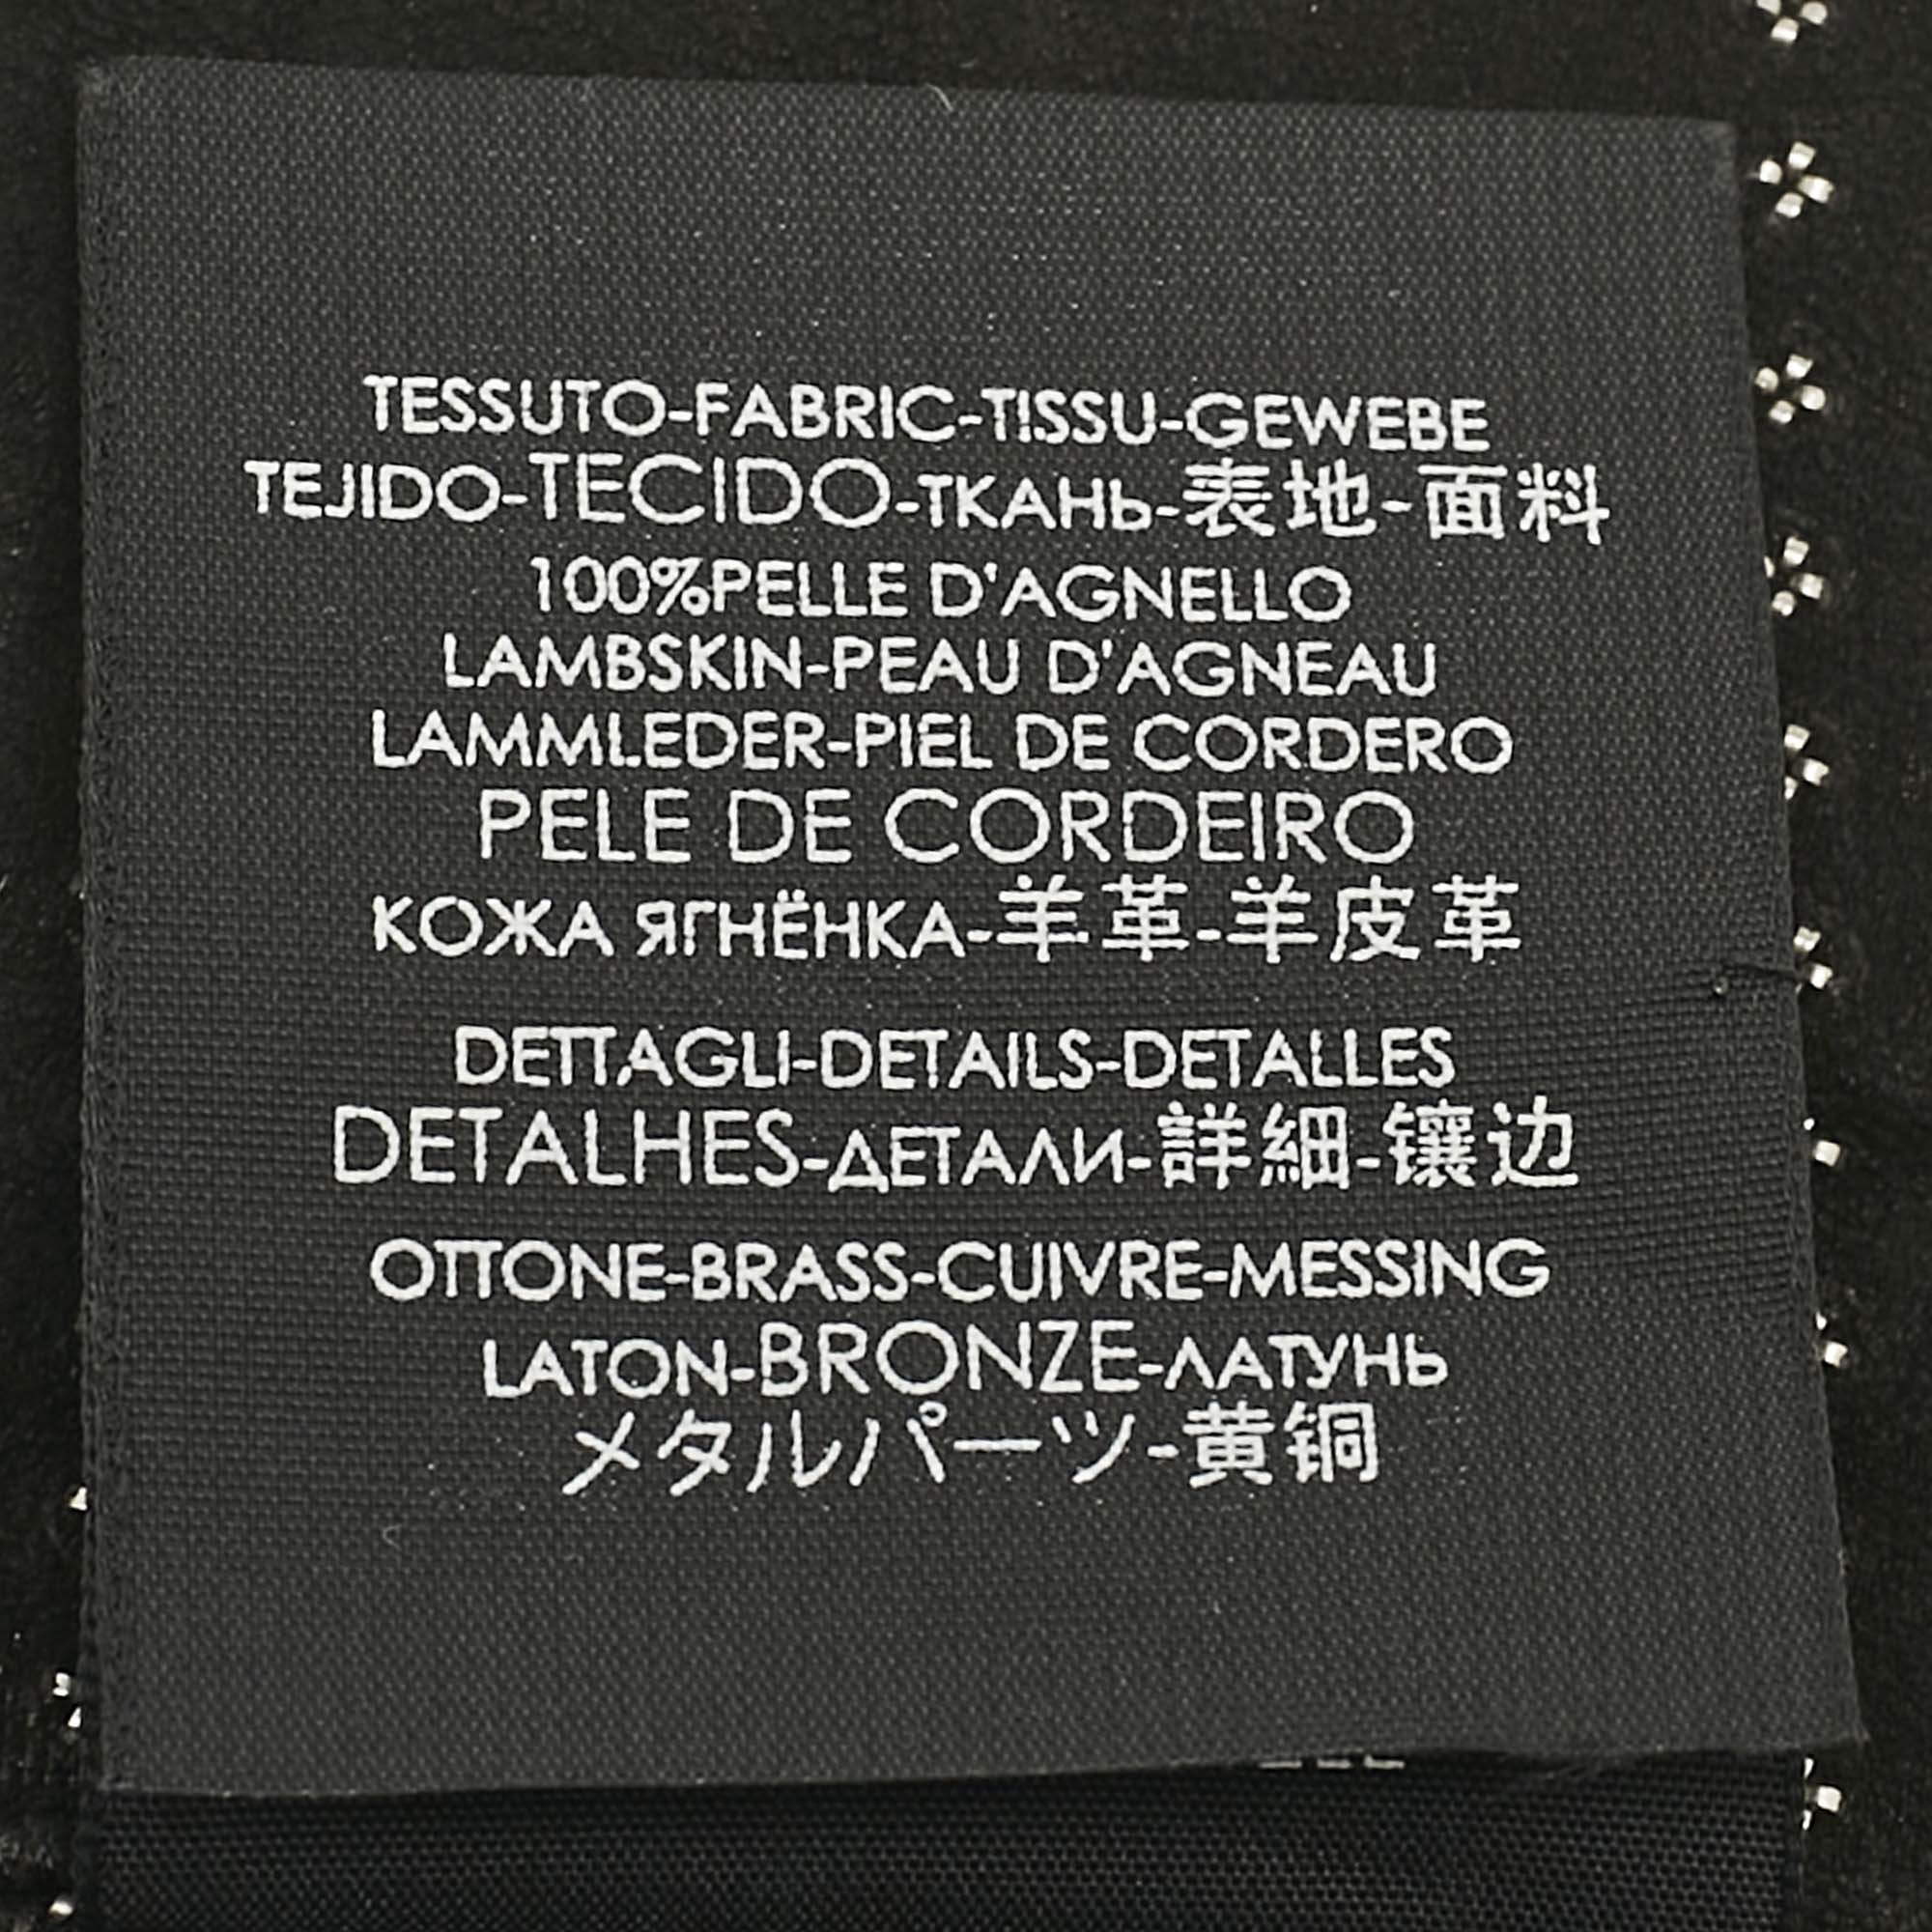 TESSUTO-FABRIC-TISSU-GEWEBE
TEJIDO-TECIDO-ТКАНЬ-表地-面料
100%PELLE D'AGNELLO
LAMBSKIN-PEAU D'AGNEAU
LAMMLEDER-PIEL DE CORDERO
PELE DE CORDEIRO
КОЖА ЯГНЁНКА-羊革-羊皮革
DETTAGLI-DETAILS-DETALLES
DETALHES-ДЕТАЛИ-詳細-镶边
OTTONE-BRASS-CUIVRE-MESSING
LATON-BRONZE-ЛАТУНЬ
メタルパーツ-黄铜